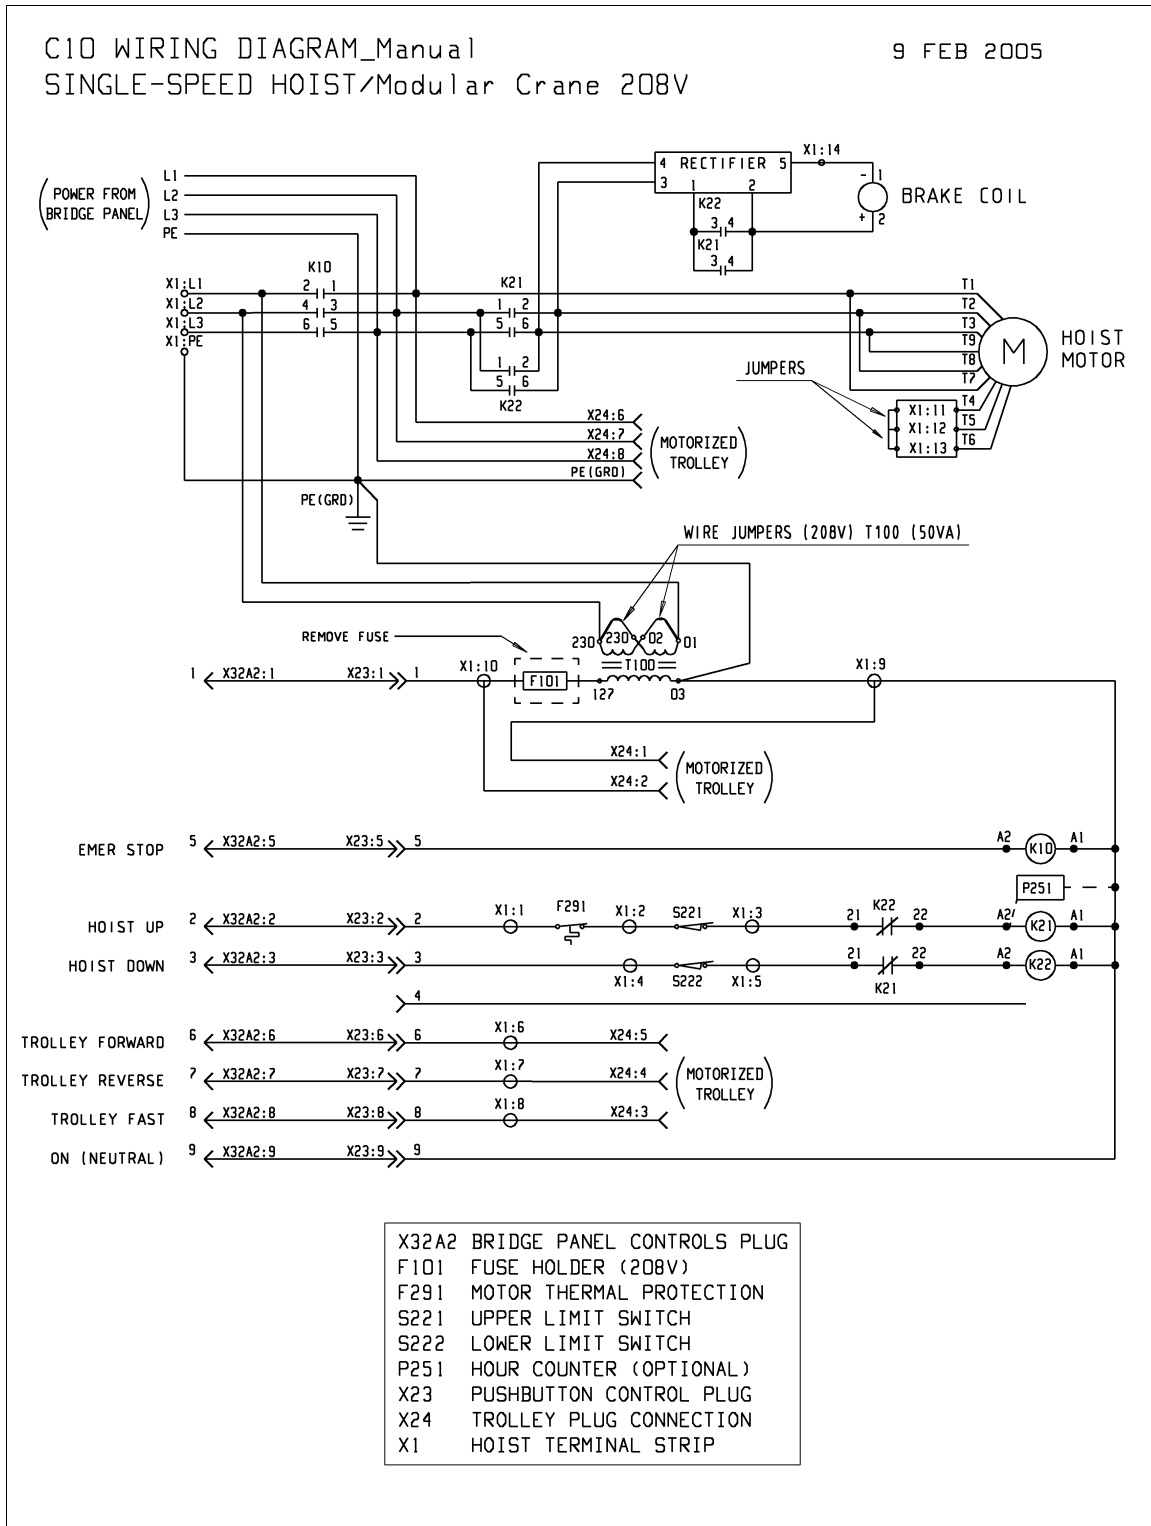 C10 WIRING DIAGRAM_Manual
9 FEB 2005
SINGLE-SPEED HOIST/Modular Crane 208V
X1:14
4 RECTIFIER 5
3 1 2
- 1
BRAKE COIL
+ 2
K22
3 4
K21
3 4
POWER FROM
BRIDGE PANEL
L1
L2
L3
PE
K10
K21
X1:L1
2 1
T1
X1:L2
4 3
1 2
T2
X1:L3
6 5
5 6
T3
X1:PE
T9
HOIST
MOTOR
M
T8
1 2
T7
5 6
K22
JUMPERS
T4
X1:11
T5
X1:12
T6
X1:13
X24:6
X24:7
X24:8
PE(GRD)
MOTORIZED
TROLLEY
PE(GRD)
WIRE JUMPERS (208V) T100 (50VA)
REMOVE FUSE
230 230 02 01
T100
1 X32A2:1 X23:1 1
X1:10
F101
127 03
X1:9
X24:1
X24:2
MOTORIZED
TROLLEY
EMER STOP 5 X32A2:5 X23:5 5
A2 K10 A1
P251
HOIST UP 2 X32A2:2 X23:2 2
X1:1 F291 X1:2 S221 X1:3
21 K22 22
A2 K21 A1
HOIST DOWN 3 X32A2:3 X23:3 3
X1:4 S222 X1:5
21 K21 22
A2 K22 A1
4
TROLLEY FORWARD 6 X32A2:6 X23:6 6 X1:6 X24:5
TROLLEY REVERSE 7 X32A2:7 X23:7 7 X1:7 X24:4
MOTORIZED
TROLLEY
TROLLEY FAST 8 X32A2:8 X23:8 8 X1:8 X24:3
ON (NEUTRAL) 9 X32A2:9 X23:9 9
X32A2 BRIDGE PANEL CONTROLS PLUG
F101 FUSE HOLDER (208V)
F291 MOTOR THERMAL PROTECTION
S221 UPPER LIMIT SWITCH
S222 LOWER LIMIT SWITCH
P251 HOUR COUNTER (OPTIONAL)
X23 PUSHBUTTON CONTROL PLUG
X24 TROLLEY PLUG CONNECTION
X1 HOIST TERMINAL STRIP